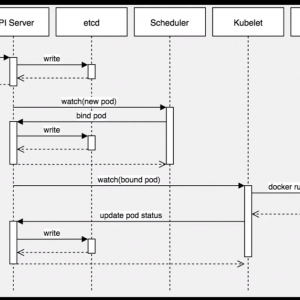 PI Server
etcd
Scheduler
Kubelet
write
watch(new pod)
bind pod
write
watch(bound pod)
docker ru
update pod status
write